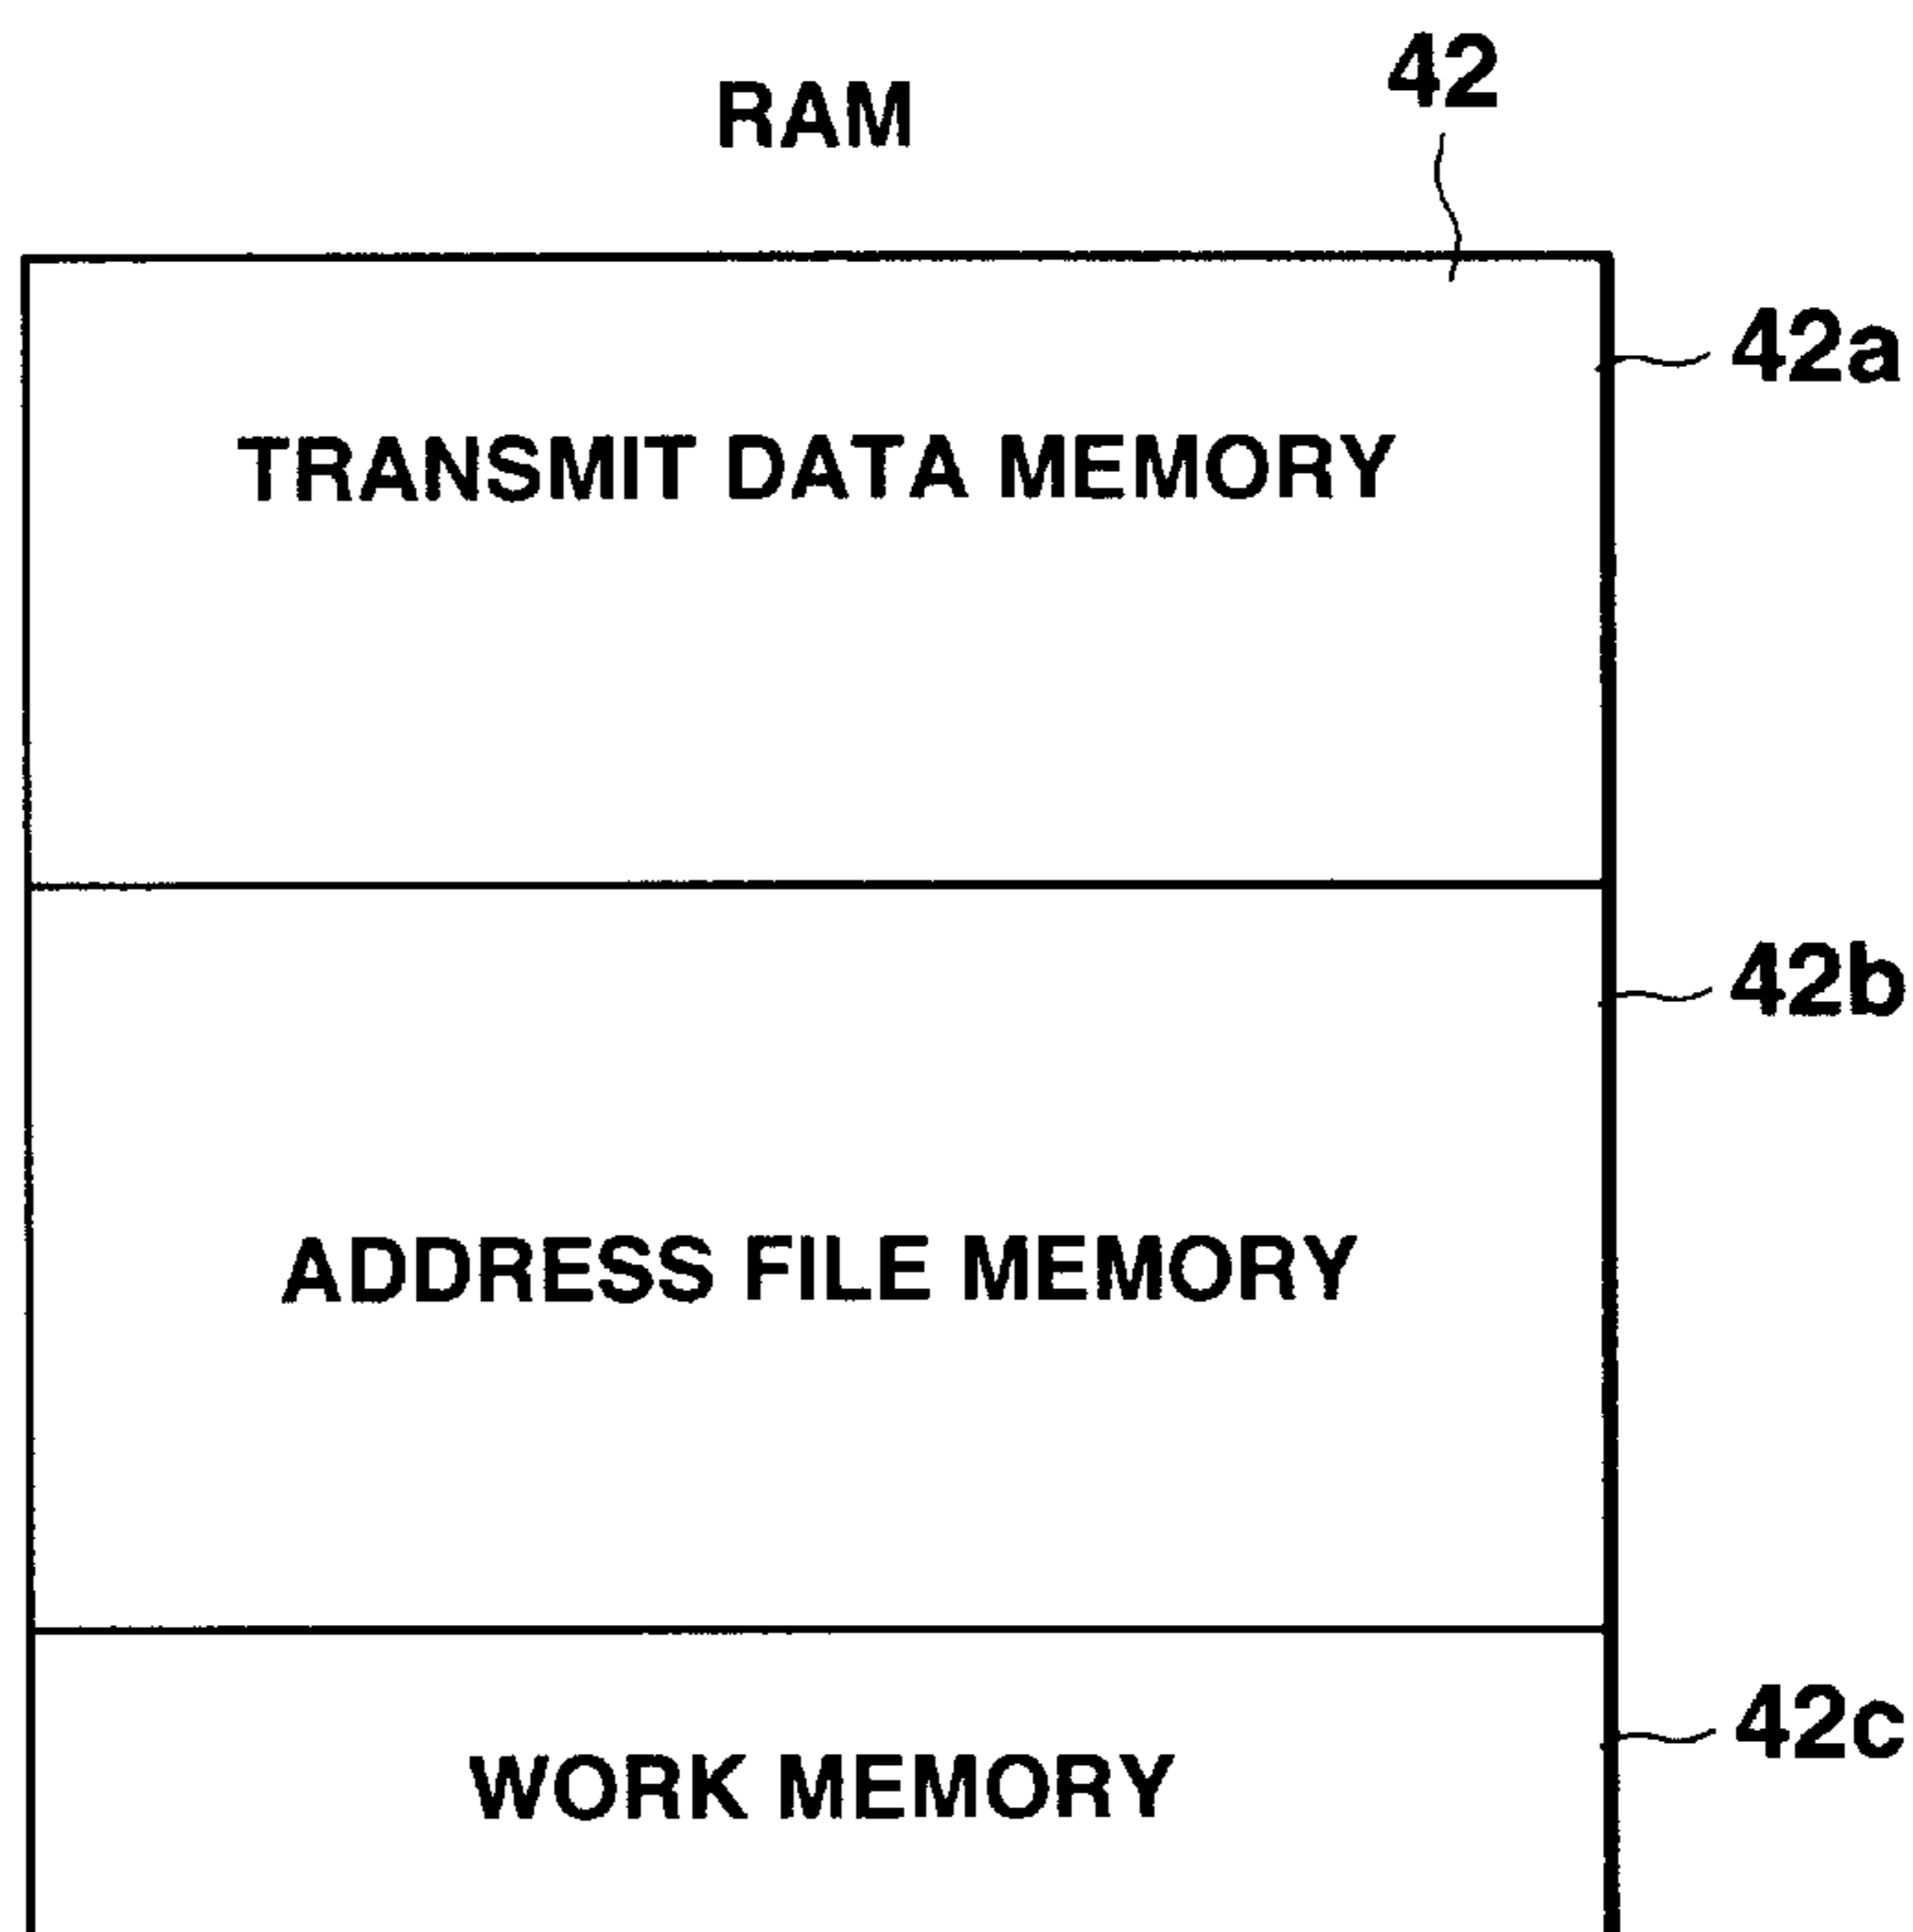 RAM
42
42a
TRANSMIT DATA MEMORY
42b
ADDRESS FILE MEMORY
42c
WORK MEMORY